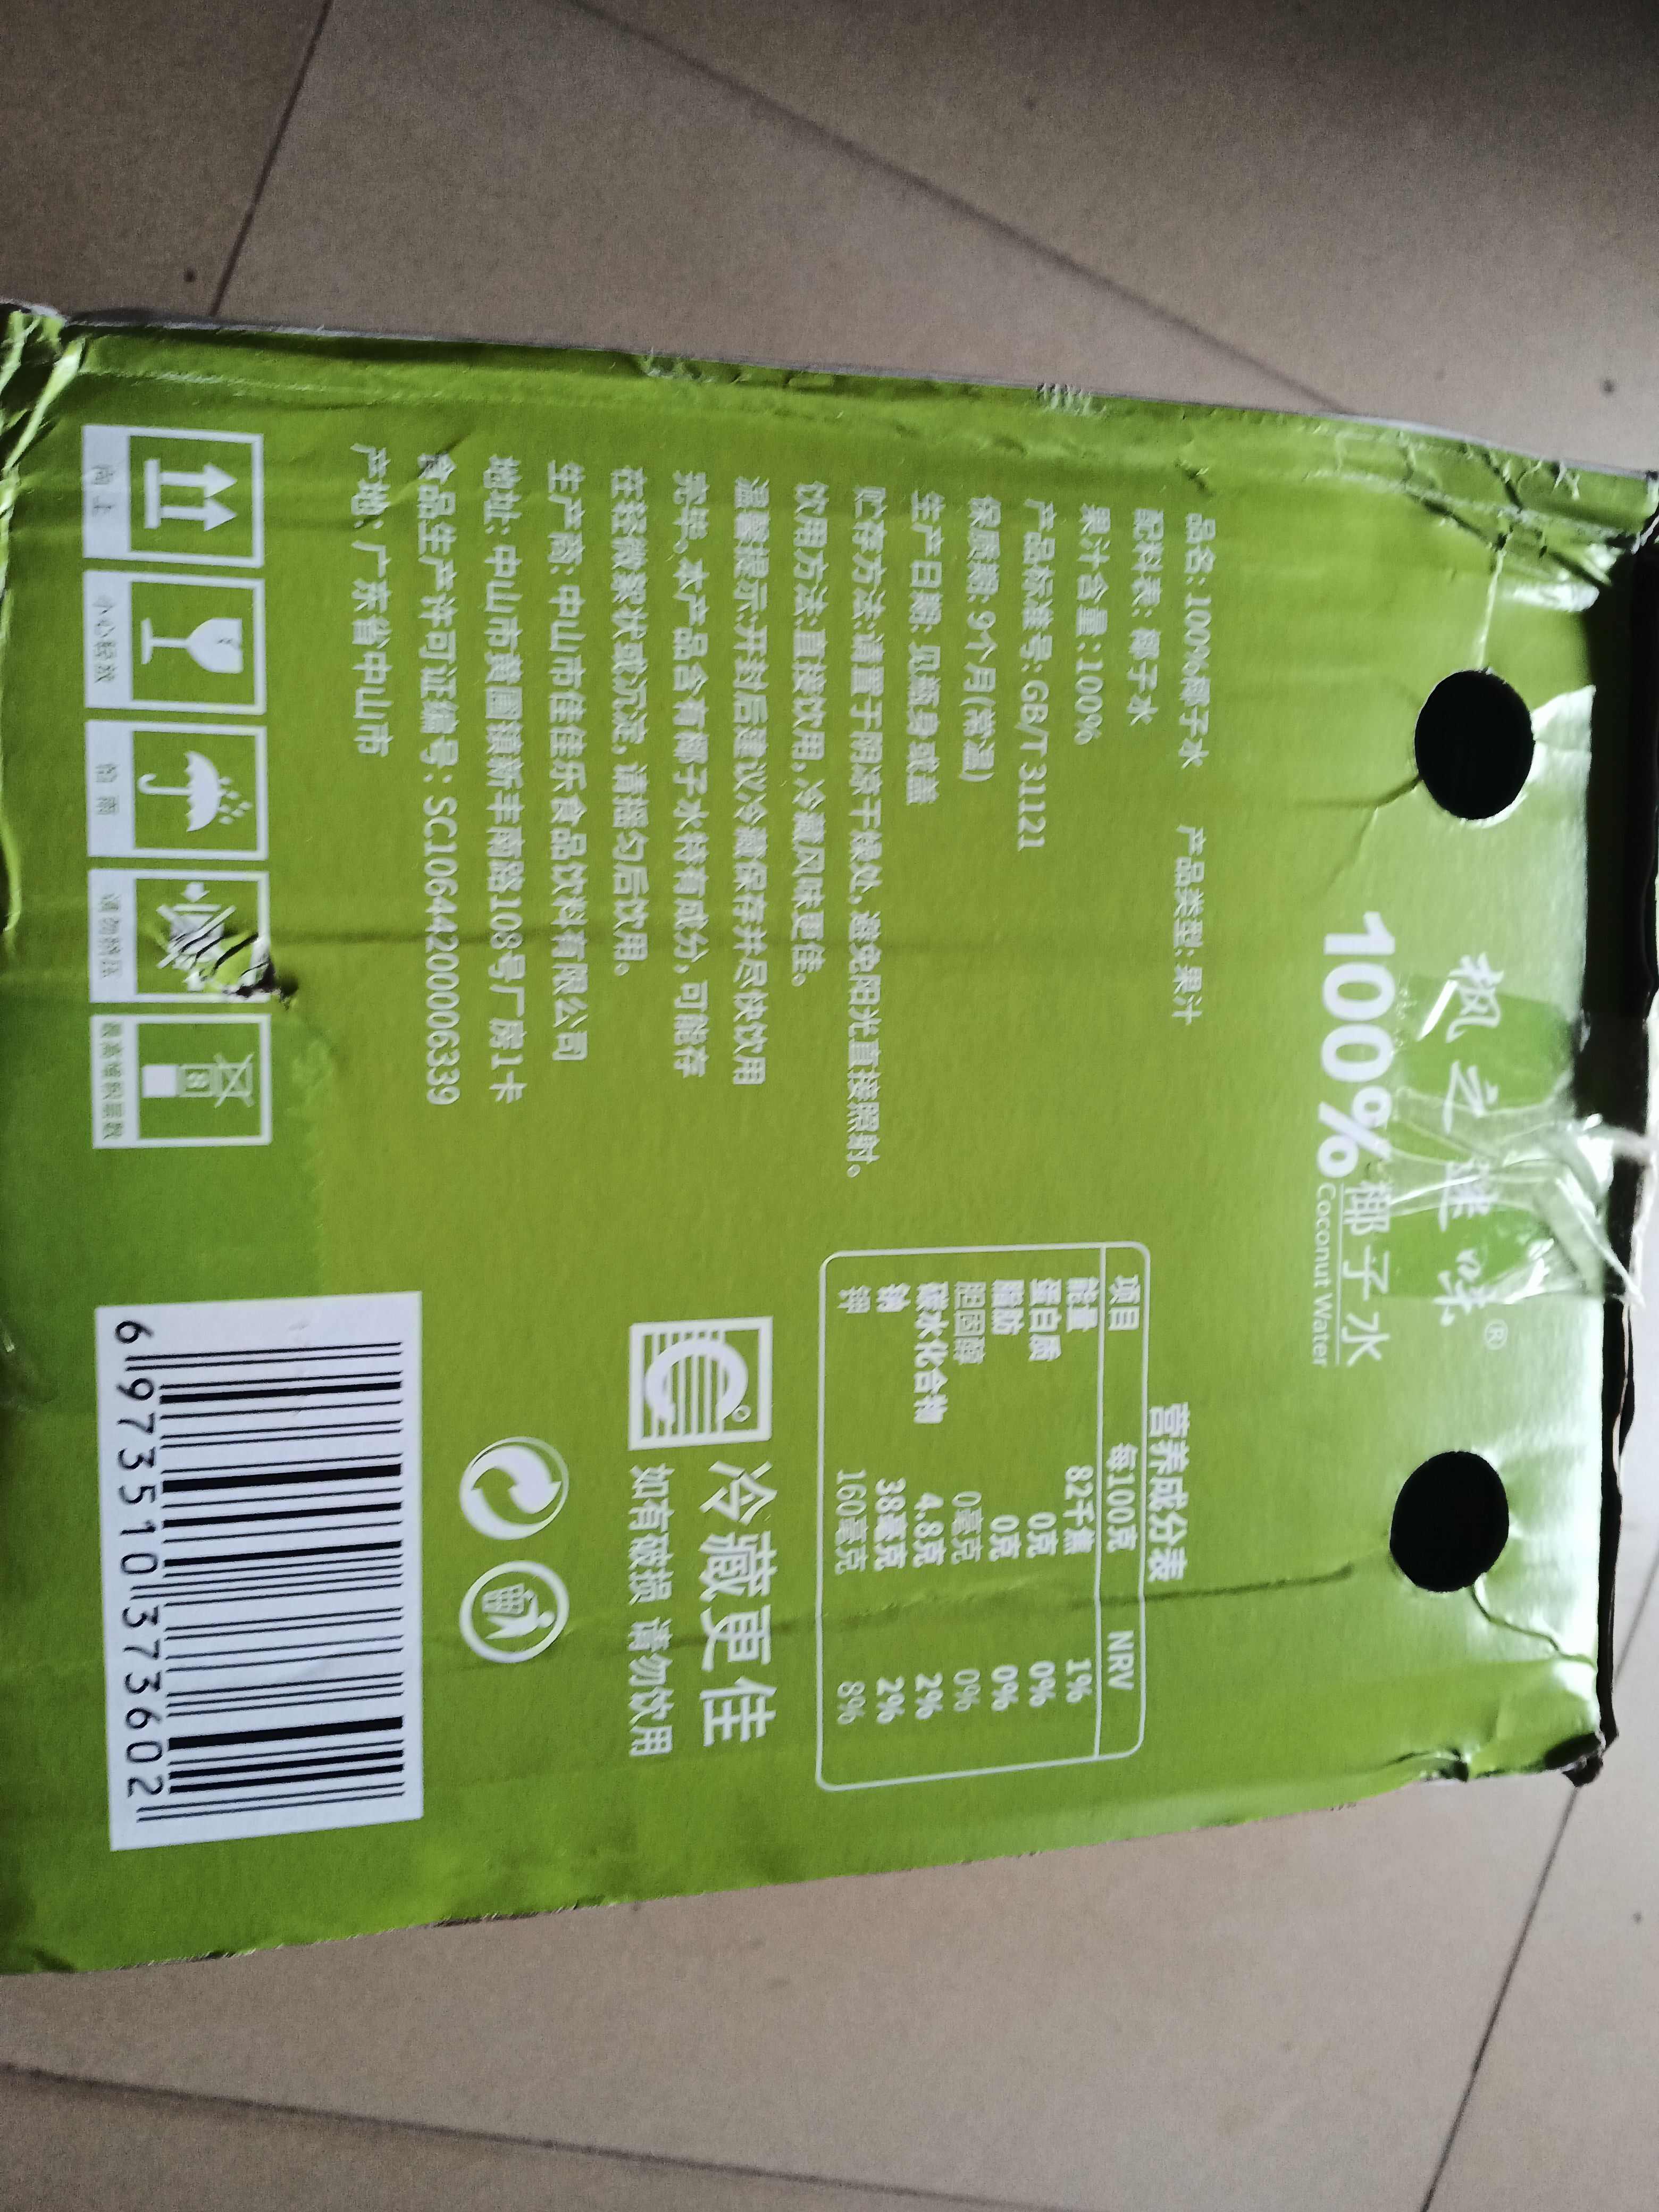 枫之臻味®
100%椰子水
Coconut Water
品名：100%椰子水 产品类型：果汁
配料表：椰子水
果汁含量：100%
产品标准号：GB/T 31121
保质期：9个月(常温)
生产日期：见瓶身或盖
贮存方法:请置于阴凉干燥处，避免阳光直接照射。
饮用方法:直接饮用，冷藏风味更佳。
温馨提示:开封后建议冷藏保存并尽快饮用
完毕。本产品含有椰子水特有成分，可能存
在轻微絮状或沉淀，请摇匀后饮用。
生产商：中山市佳佳乐食品饮料有限公司
地址：中山市黄圃镇新丰南路108号厂房1卡
食品生产许可证编号：SC10644200006339
产地：广东省中山市
向上
小心轻放
怕雨
请勿挤压
8
最高堆积层数
营养成分表
项目 每100克 NRV
能量 82千焦 1%
蛋白质 0克 0%
脂肪 0克 0%
胆固醇 0毫克 0%
碳水化合物 4.8克 2%
钠 38毫克 2%
钾 160毫克 8%
冷藏更佳
如有破损 请勿饮用
6973510373602